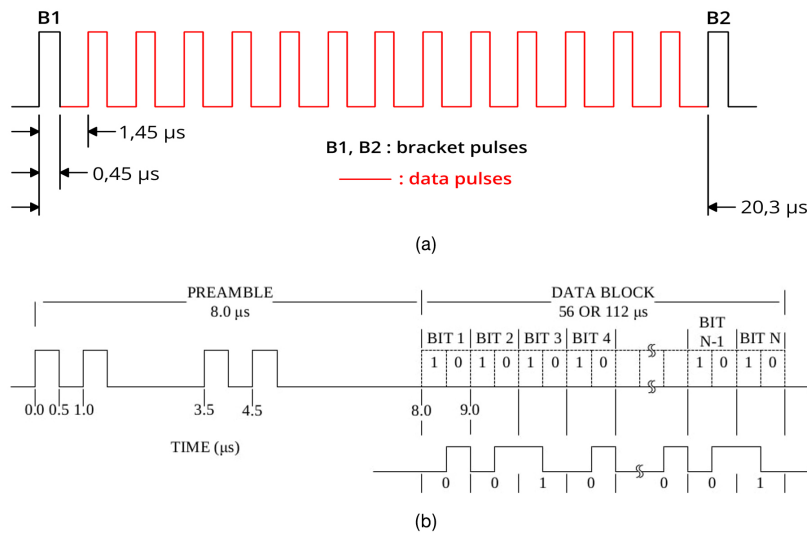 B1 B2
1,45 µs
B1, B2 : bracket pulses
0,45 µs
: data pulses
20,3 µs
(a)
PREAMBLE DATA BLOCK
8.0 µs 56 OR 112 µs
BIT 1 BIT 2 BIT 3 BIT 4 BIT N-1 BIT N
1 0 1 0 1 0 1 0 1 0 1 0
0.0 0.5 1.0 3.5 4.5 8.0 9.0
TIME (µs)
0 0 1 0 0 0 1
(b)